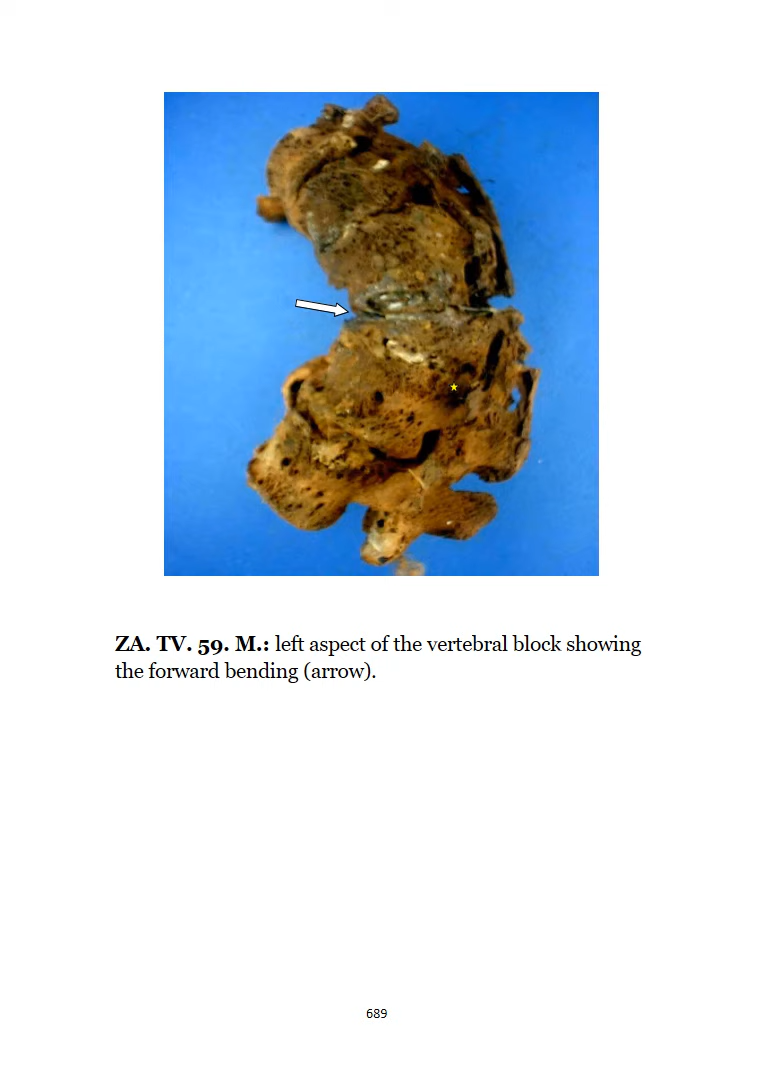 ZA. TV. 59. M.: left aspect of the vertebral block showing
the forward bending (arrow).
689